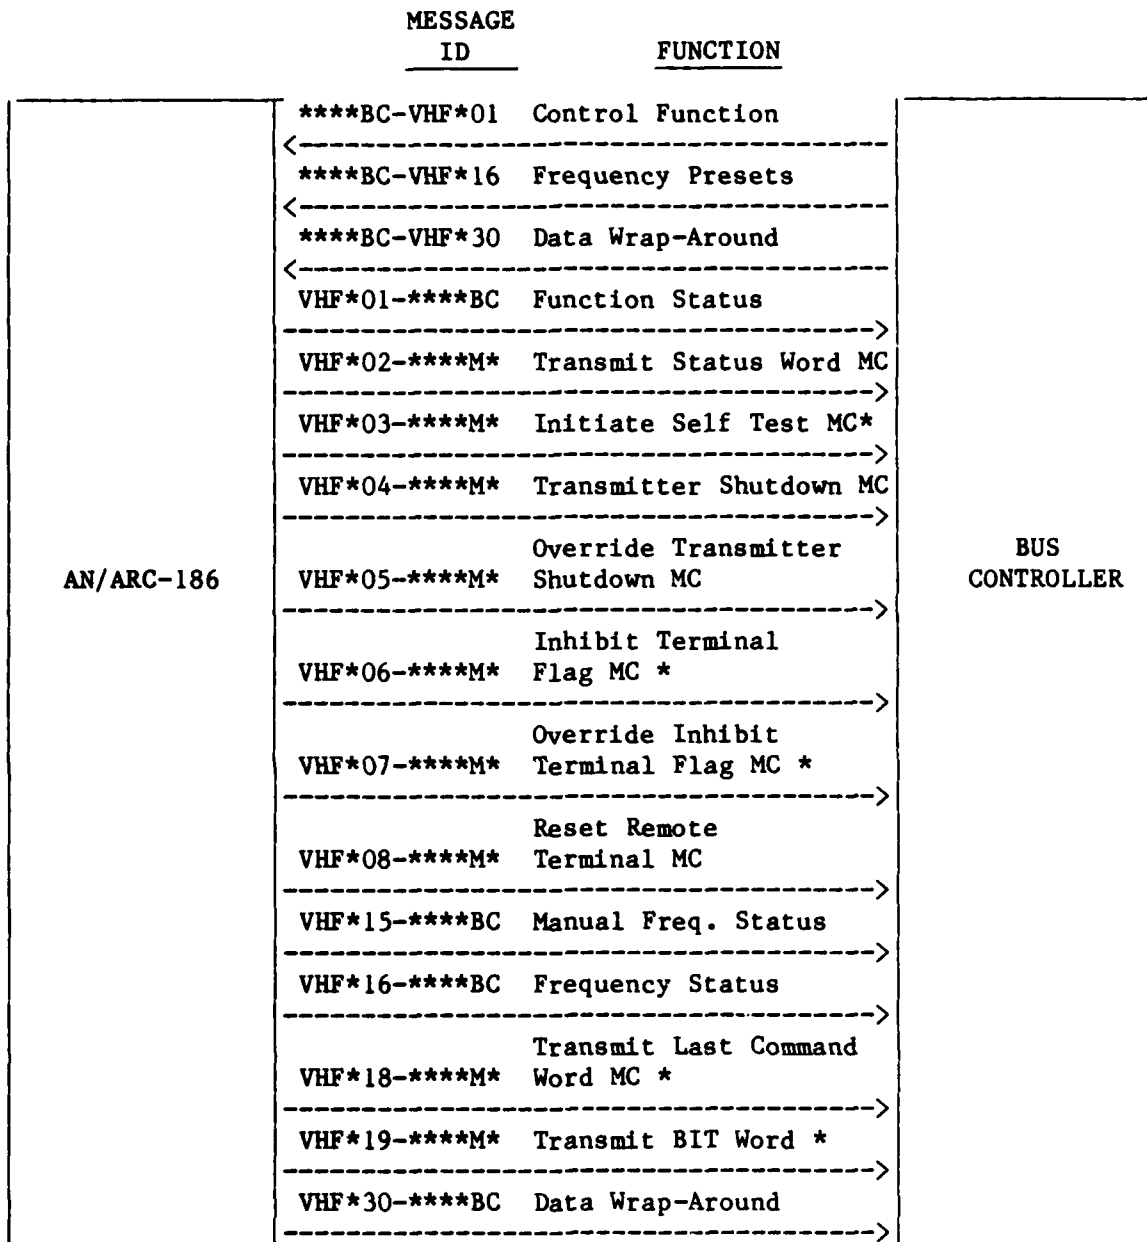 MESSAGE
ID FUNCTION
****BC-VHF*01 Control Function
<------------------------------------
****BC-VHF*16 Frequency Presets
<------------------------------------
****BC-VHF*30 Data Wrap-Around
<------------------------------------
VHF*01-****BC Function Status
------------------------------------>
VHF*02-****M* Transmit Status Word MC
------------------------------------>
VHF*03-****M* Initiate Self Test MC*
------------------------------------>
VHF*04-****M* Transmitter Shutdown MC
------------------------------------>
Override Transmitter
VHF*05-****M* Shutdown MC
------------------------------------>
AN/ARC-186
BUS
CONTROLLER
Inhibit Terminal
VHF*06-****M* Flag MC *
------------------------------------>
Override Inhibit
VHF*07-****M* Terminal Flag MC *
------------------------------------>
Reset Remote
VHF*08-****M* Terminal MC
------------------------------------>
VHF*15-****BC Manual Freq. Status
------------------------------------>
VHF*16-****BC Frequency Status
------------------------------------>
Transmit Last Command
VHF*18-****M* Word MC *
------------------------------------>
VHF*19-****M* Transmit BIT Word *
------------------------------------>
VHF*30-****BC Data Wrap-Around
------------------------------------>